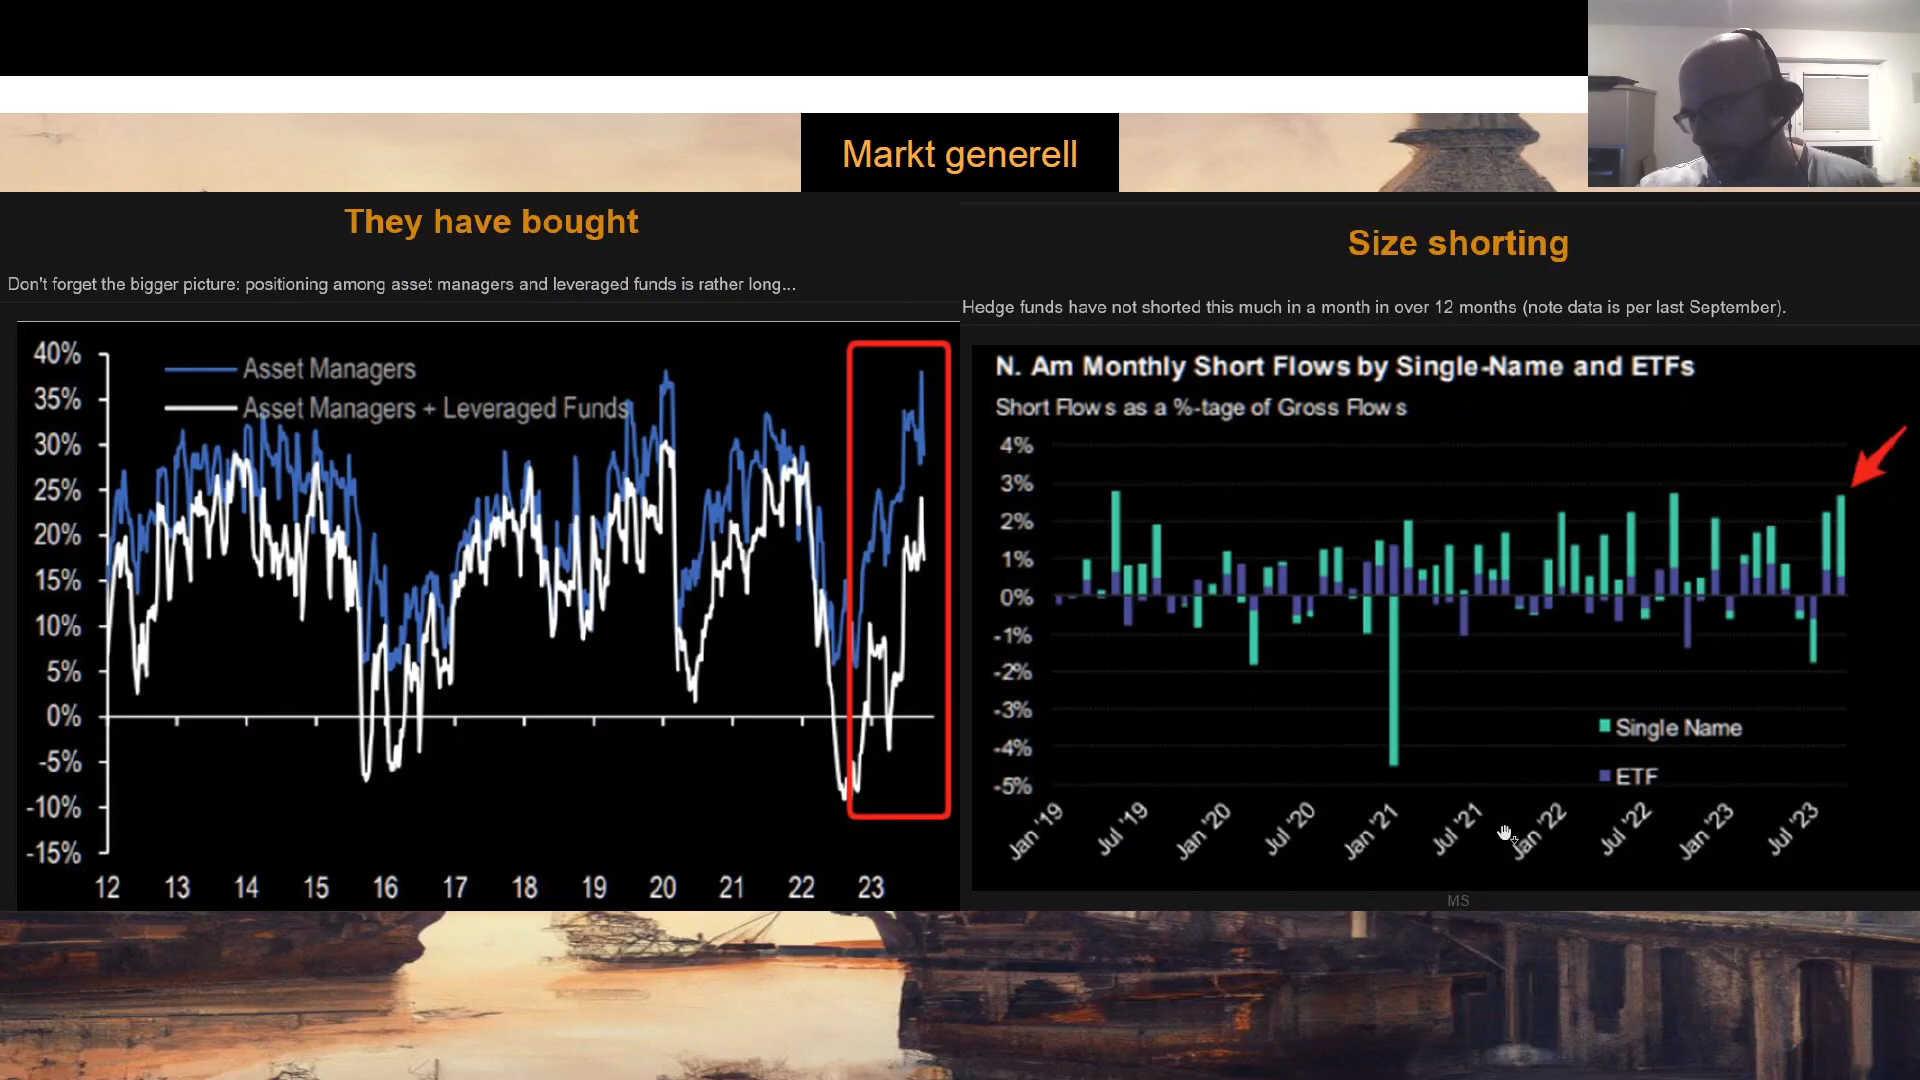 Markt generell
They have bought
Don't forget the bigger picture: positioning among asset managers and leveraged funds is rather long...
40%
35%
30%
25%
20%
15%
10%
5%
0%
-5%
-10%
-15%
Asset Managers
Asset Managers + Leveraged Funds
12 13 14 15 16 17 18 19 20 21 22 23
Size shorting
Hedge funds have not shorted this much in a month in over 12 months (note data is per last September).
N. Am Monthly Short Flows by Single-Name and ETFs
Short Flows as a %-tage of Gross Flows
4%
3%
2%
1%
0%
-1%
-2%
-3%
-4%
-5%
Single Name
ETF
Jan '19 Jul '19 Jan '20 Jul '20 Jan '21 Jul '21 Jan '22 Jul '22 Jan '23 Jul '23
MS